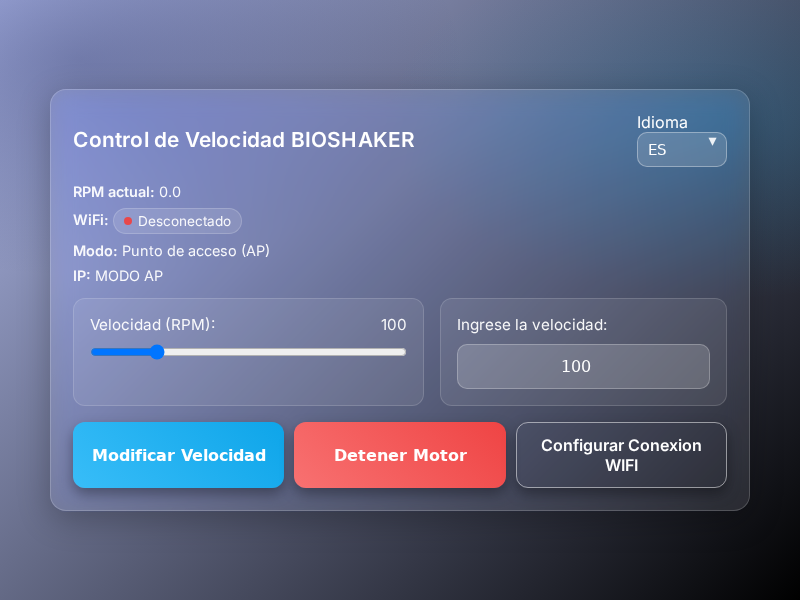 Control de Velocidad BIOSHAKER
Idioma
ES
RPM actual: 0.0
WiFi: Desconectado
Modo: Punto de acceso (AP)
IP: MODO AP
Velocidad (RPM): 100
Ingrese la velocidad:
100
Modificar Velocidad
Detener Motor
Configurar Conexion
WIFI